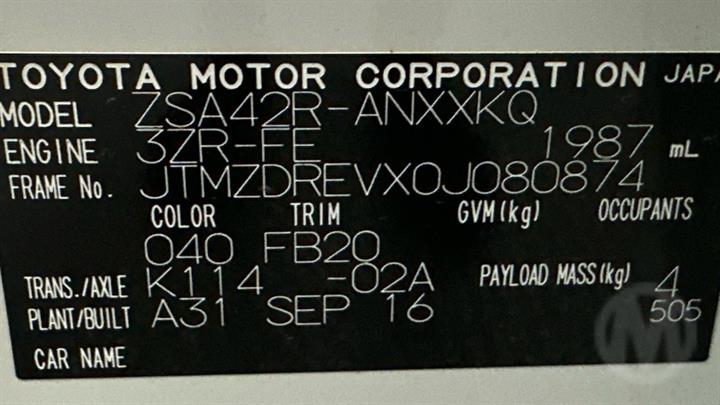 TOYOTA MOTOR CORPORATION JAPA
MODEL ZSA42R-ANXXKQ
ENGINE 3ZR-FE 1987 mL
FRAME No. JTMZDREVX0J080874
COLOR TRIM GVM(kg) OCCUPANTS
040 FB20
TRANS./AXLE K114 -02A PAYLOAD MASS(kg) 4
PLANT/BUILT A31 SEP 16 505
CAR NAME
M